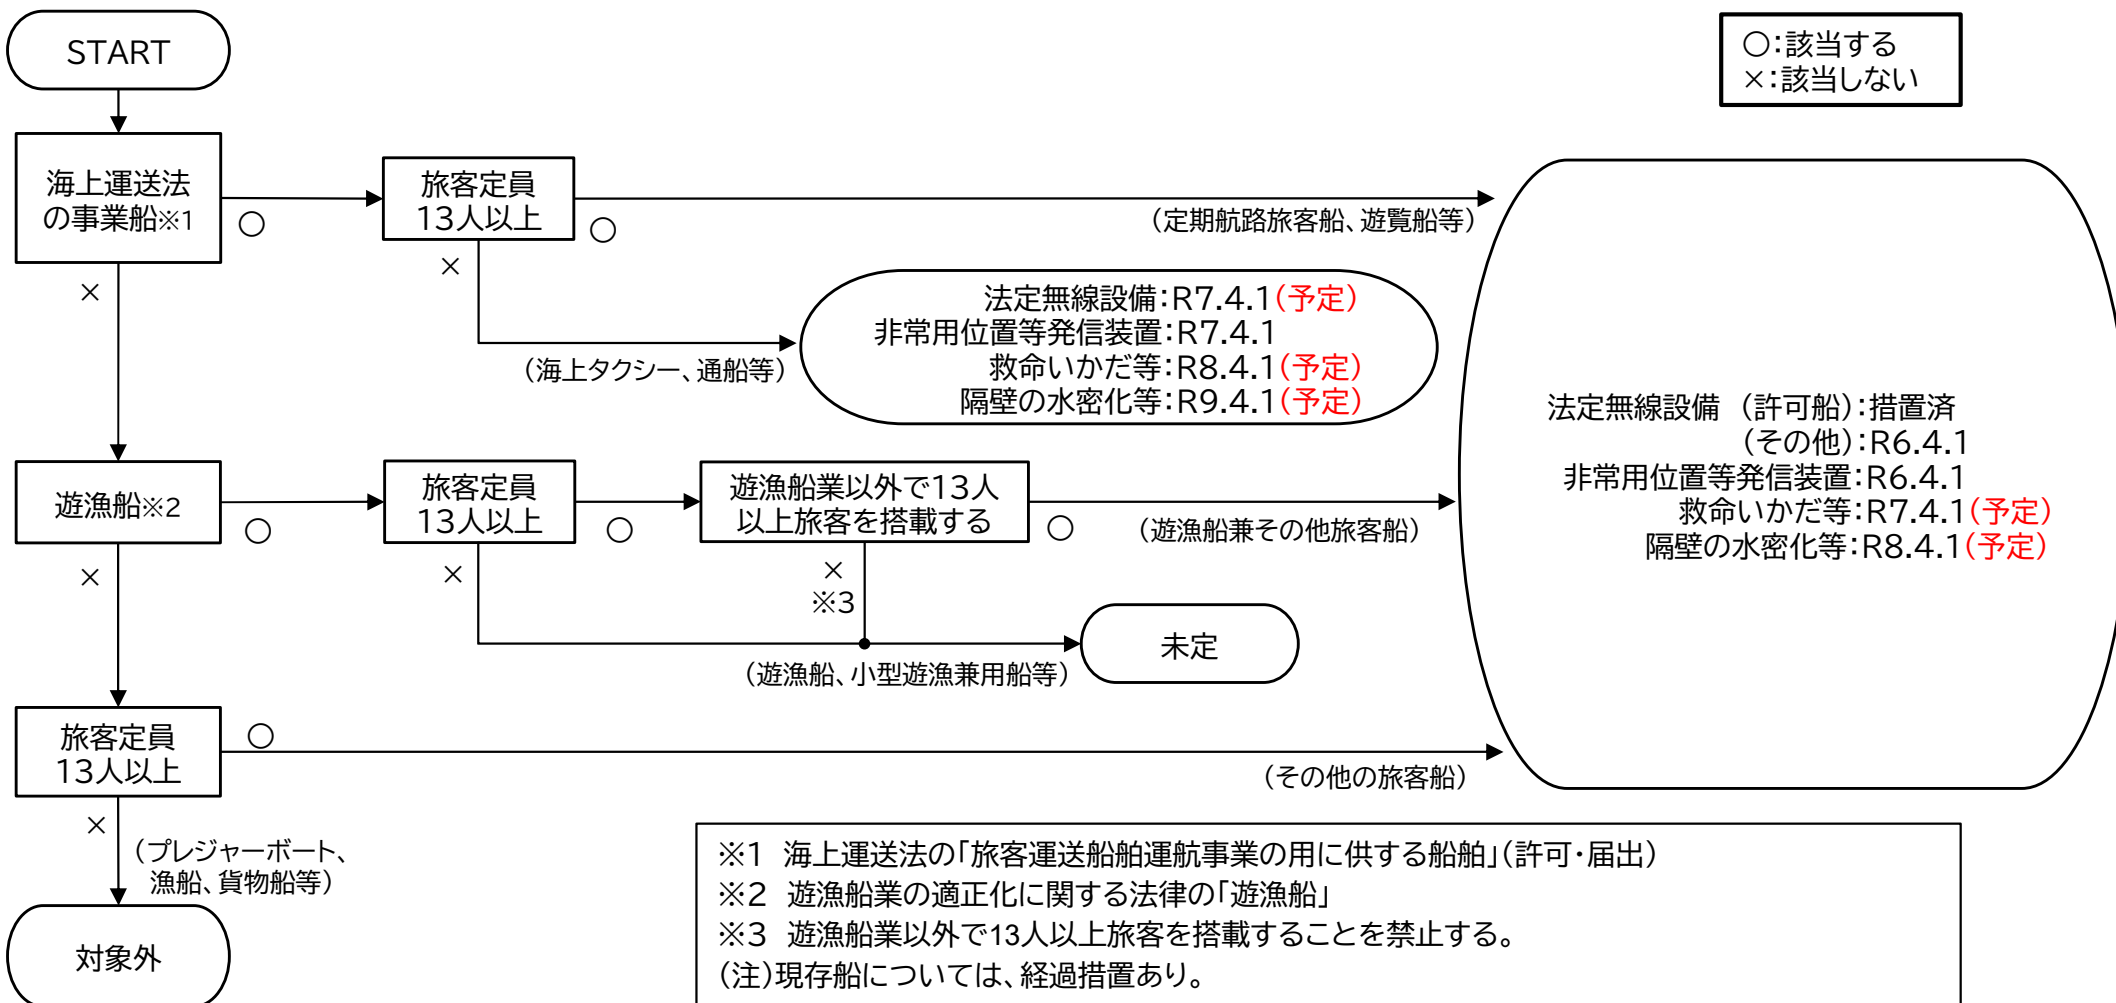 START
○:該当する
×:該当しない
海上運送法
の事業船※1
○
旅客定員
13人以上
○
(定期航路旅客船、遊覧船等)
×
×
法定無線設備:R7.4.1(予定)
非常用位置等発信装置:R7.4.1
救命いかだ等:R8.4.1(予定)
隔壁の水密化等:R9.4.1(予定)
(海上タクシー、通船等)
法定無線設備 (許可船):措置済
(その他):R6.4.1
非常用位置等発信装置:R6.4.1
救命いかだ等:R7.4.1(予定)
隔壁の水密化等:R8.4.1(予定)
遊漁船※2
○
旅客定員
13人以上
○
遊漁船業以外で13人
以上旅客を搭載する
○
(遊漁船兼その他旅客船)
×
×
×
※3
未定
(遊漁船、小型遊漁兼用船等)
旅客定員
13人以上
○
(その他の旅客船)
×
(プレジャーボート、
漁船、貨物船等)
対象外
※1 海上運送法の「旅客運送船舶運航事業の用に供する船舶」(許可・届出)
※2 遊漁船業の適正化に関する法律の「遊漁船」
※3 遊漁船業以外で13人以上旅客を搭載することを禁止する。
(注)現存船については、経過措置あり。